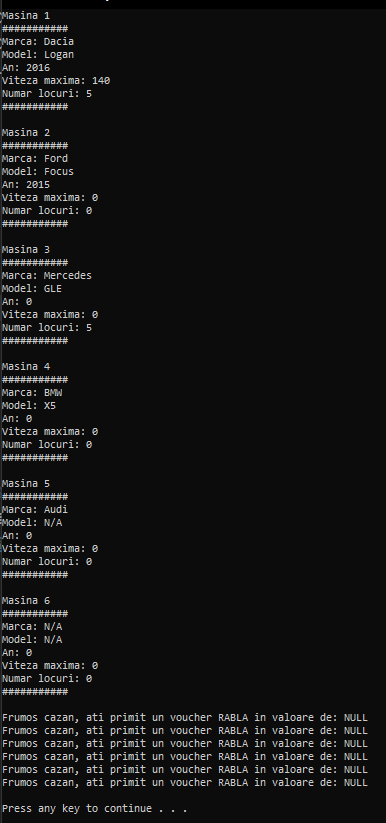 Masina 1
###########
Marca: Dacia
Model: Logan
An: 2016
Viteza maxima: 140
Numar locuri: 5
###########
Masina 2
###########
Marca: Ford
Model: Focus
An: 2015
Viteza maxima: 0
Numar locuri: 0
###########
Masina 3
###########
Marca: Mercedes
Model: GLE
An: 0
Viteza maxima: 0
Numar locuri: 5
###########
Masina 4
###########
Marca: BMW
Model: X5
An: 0
Viteza maxima: 0
Numar locuri: 0
###########
Masina 5
###########
Marca: Audi
Model: N/A
An: 0
Viteza maxima: 0
Numar locuri: 0
###########
Masina 6
###########
Marca: N/A
Model: N/A
An: 0
Viteza maxima: 0
Numar locuri: 0
###########
Frumos cazan, ati primit un voucher RABLA in valoare de: NULL
Frumos cazan, ati primit un voucher RABLA in valoare de: NULL
Frumos cazan, ati primit un voucher RABLA in valoare de: NULL
Frumos cazan, ati primit un voucher RABLA in valoare de: NULL
Frumos cazan, ati primit un voucher RABLA in valoare de: NULL
Frumos cazan, ati primit un voucher RABLA in valoare de: NULL
Press any key to continue . . .